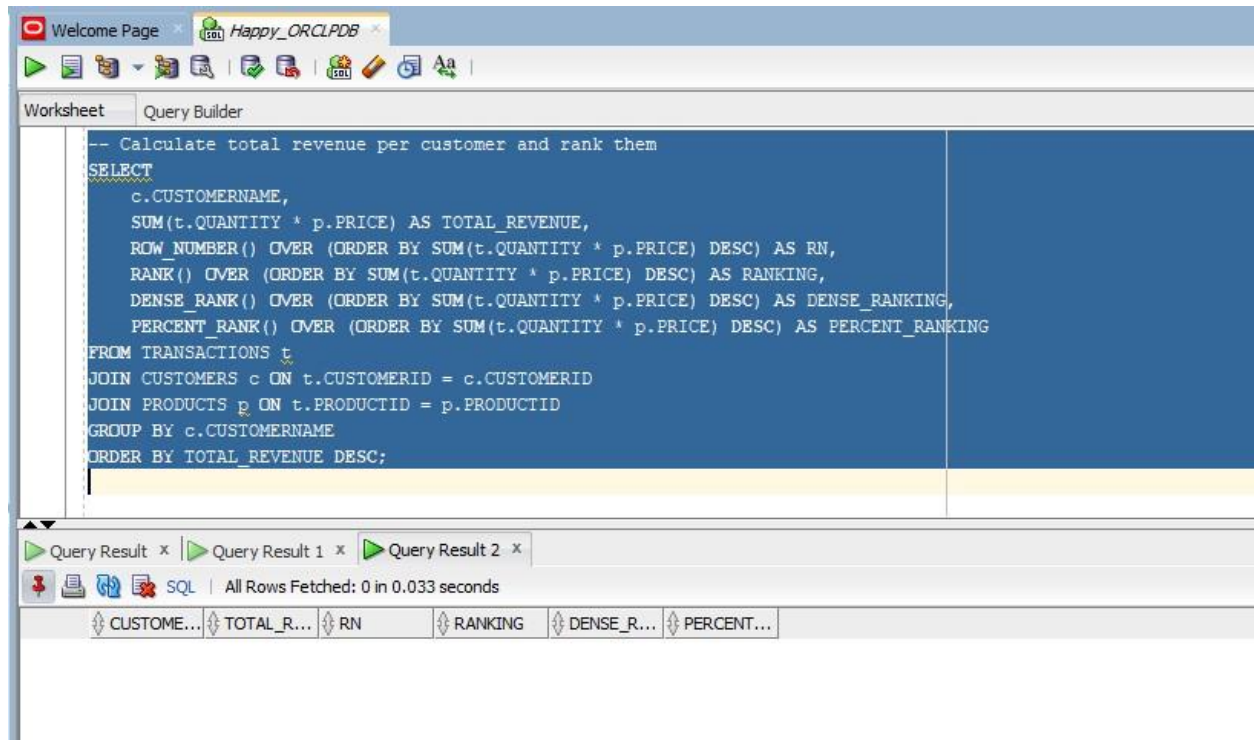 Welcome Page
Happy_ORCLPDB
Worksheet Query Builder
-- Calculate total revenue per customer and rank them
SELECT
c.CUSTOMERNAME,
SUM(t.QUANTITY * p.PRICE) AS TOTAL_REVENUE,
ROW_NUMBER() OVER (ORDER BY SUM(t.QUANTITY * p.PRICE) DESC) AS RN,
RANK() OVER (ORDER BY SUM(t.QUANTITY * p.PRICE) DESC) AS RANKING,
DENSE_RANK() OVER (ORDER BY SUM(t.QUANTITY * p.PRICE) DESC) AS DENSE_RANKING,
PERCENT_RANK() OVER (ORDER BY SUM(t.QUANTITY * p.PRICE) DESC) AS PERCENT_RANKING
FROM TRANSACTIONS t
JOIN CUSTOMERS c ON t.CUSTOMERID = c.CUSTOMERID
JOIN PRODUCTS p ON t.PRODUCTID = p.PRODUCTID
GROUP BY c.CUSTOMERNAME
ORDER BY TOTAL_REVENUE DESC;
Query Result x Query Result 1 x Query Result 2 x
SQL | All Rows Fetched: 0 in 0.033 seconds
CUSTOME... TOTAL_R... RN RANKING DENSE_R... PERCENT...